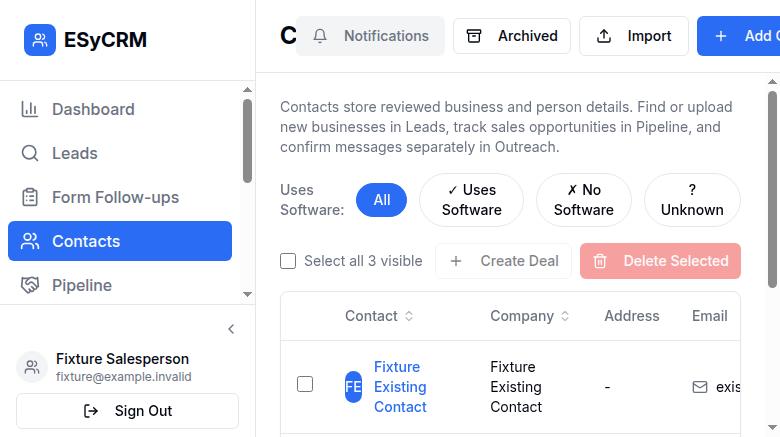 ESyCRM
Dashboard
Leads
Form Follow-ups
Contacts
Pipeline
Fixture Salesperson
fixture@example.invalid
Sign Out
C
Notifications
Archived
Import
Add C
Contacts store reviewed business and person details. Find or upload
new businesses in Leads, track sales opportunities in Pipeline, and
confirm messages separately in Outreach.
Uses
Software:
All
✓ Uses
Software
✗ No
Software
?
Unknown
Select all 3 visible
Create Deal
Delete Selected
Contact
Company
Address
Email
FE
Fixture
Existing
Contact
Fixture
Existing
Contact
-
exis